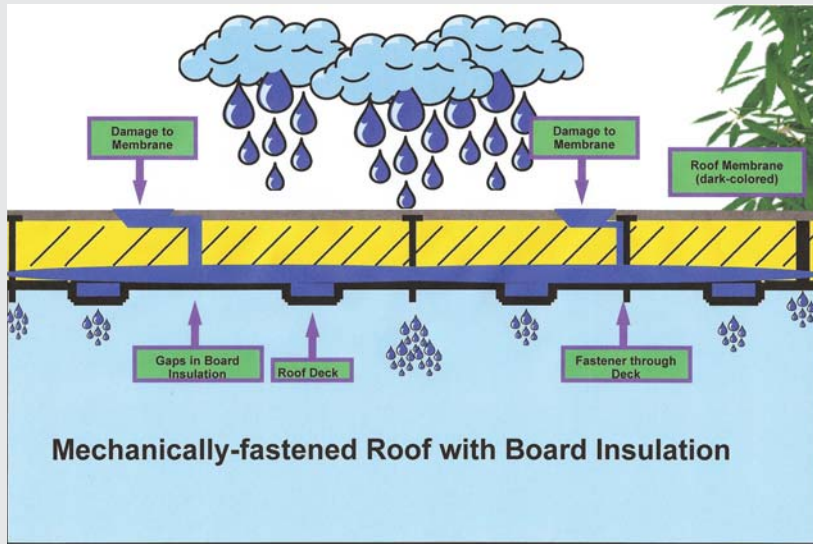 Damage to
Membrane
Damage to
Membrane
Roof Membrane
(dark-colored)
Gaps in Board
Insulation
Roof Deck
Fastener through
Deck
Mechanically-fastened Roof with Board Insulation